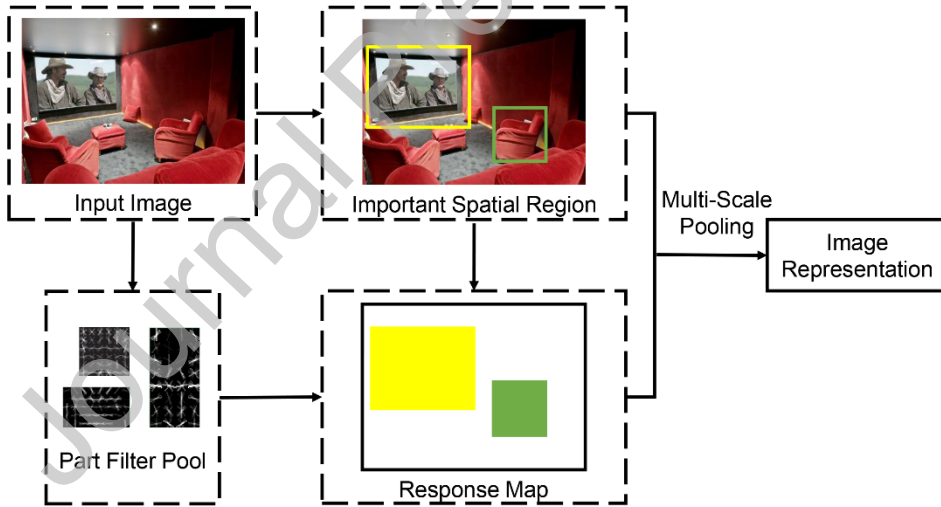 Input Image
Important Spatial Region
Multi-Scale
Pooling
Image
Representation
Part Filter Pool
Response Map
Journal Pre